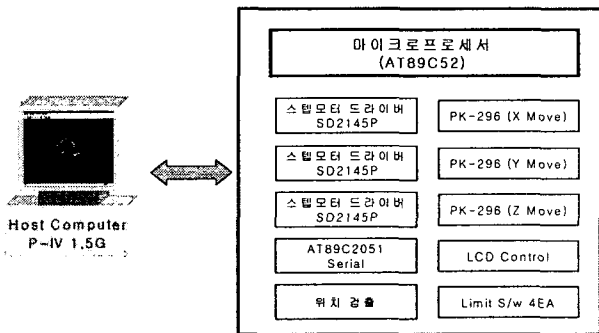 마이크로프로세서
(AT89C52)
스텝모터 드라이버
SD2145P
PK-296 (X Move)
스텝모터 드라이버
SD2145P
PK-296 (Y Move)
스텝모터 드라이버
SD2145P
PK-296 (Z Move)
AT89C2051
Serial
LCD Control
위치 검출
Limit S/w 4EA
Host Computer
P-IV 1.5G